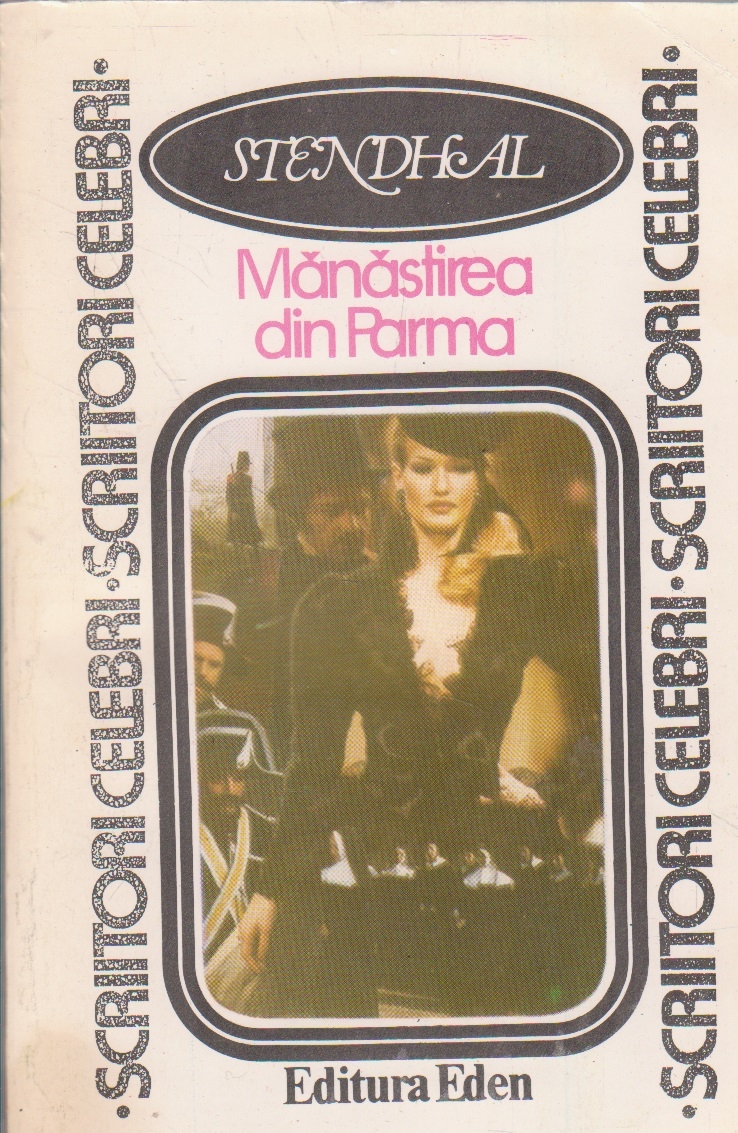 STENDHAL
Mănăstirea
din Parma
·SCRIITORI CELEBRI·SCRIITORI CELEBRI·
·SCRIITORI CELEBRI·SCRIITORI CELEBRI·
Editura Eden